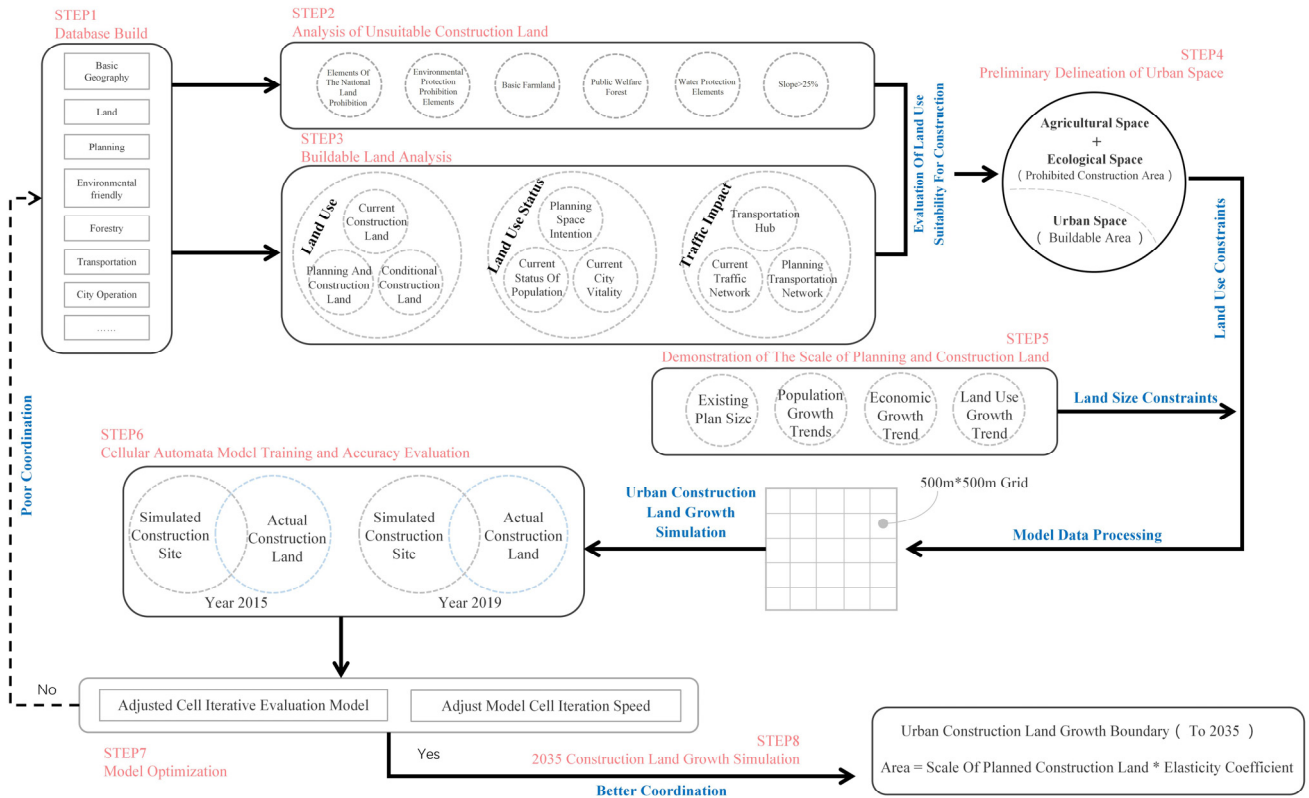 STEP1
Database Build
Basic
Geography
Land
Planning
Environmental
friendly
Forestry
Transportation
City Operation
……
STEP2
Analysis of Unsuitable Construction Land
Elements Of
The National
Land
Prohibition
Environmental
Protection
Prohibition
Elements
Basic Farmland
Public Welfare
Forest
Water Protection
Elements
Slope>25%
STEP3
Buildable Land Analysis
Land Use
Current
Construction
Land
Planning And
Construction
Land
Conditional
Construction
Land
Land Use Status
Planning
Space
Intention
Current
Status Of
Population
Current
City
Vitality
Traffic Impact
Transportation
Hub
Current
Traffic
Network
Planning
Transportation
Network
Evaluation Of Land Use
Suitability For Construction
STEP4
Preliminary Delineation of Urban Space
Agricultural Space
+
Ecological Space
( Prohibited Construction Area )
Urban Space
( Buildable Area )
Land Use Constraints
STEP5
Demonstration of The Scale of Planning and Construction Land
Existing
Plan Size
Population
Growth
Trends
Economic
Growth
Trend
Land Use
Growth
Trend
Land Size Constraints
500m*500m Grid
Model Data Processing
Urban Construction
Land Growth
Simulation
STEP6
Cellular Automata Model Training and Accuracy Evaluation
Simulated
Construction
Site
Actual
Construction
Land
Year 2015
Simulated
Construction
Site
Actual
Construction
Land
Year 2019
Poor Coordination
No
Adjusted Cell Iterative Evaluation Model
Adjust Model Cell Iteration Speed
STEP7
Model Optimization
Yes
STEP8
2035 Construction Land Growth Simulation
Better Coordination
Urban Construction Land Growth Boundary ( To 2035 )
Area = Scale Of Planned Construction Land * Elasticity Coefficient